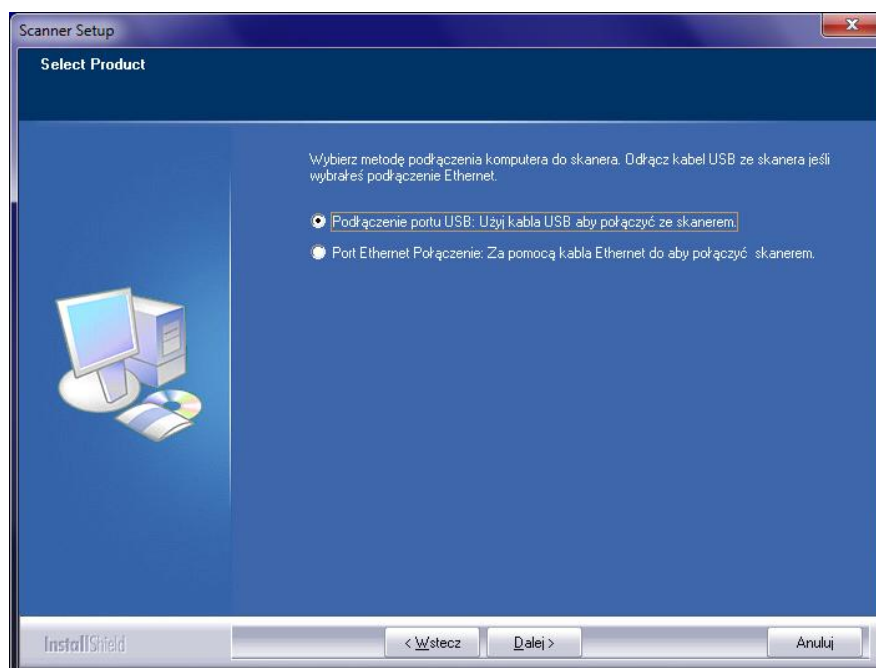 Scanner Setup
Select Product
Wybierz metodę podłączenia komputera do skanera. Odłącz kabel USB ze skanera jeśli
wybrałeś podłączenie Ethernet.
Podłączenie portu USB: Użyj kabla USB aby połączyć ze skanerem.
Port Ethernet Połączenie: Za pomocą kabla Ethernet do aby połączyć skanerem.
InstallShield
< Wstecz
Dalej >
Anuluj